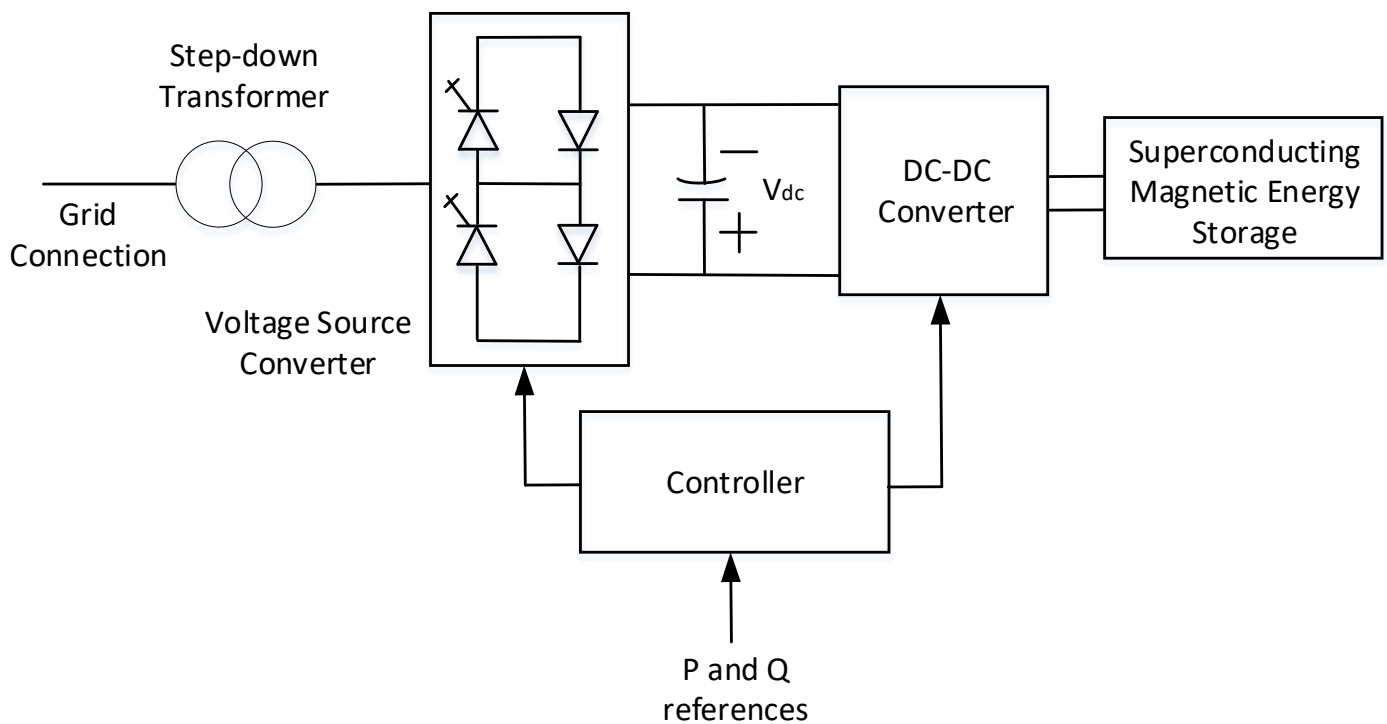 Step-down
Transformer
Grid
Connection
Voltage Source
Converter
−
Vdc
+
DC-DC
Converter
Superconducting
Magnetic Energy
Storage
Controller
P and Q
references